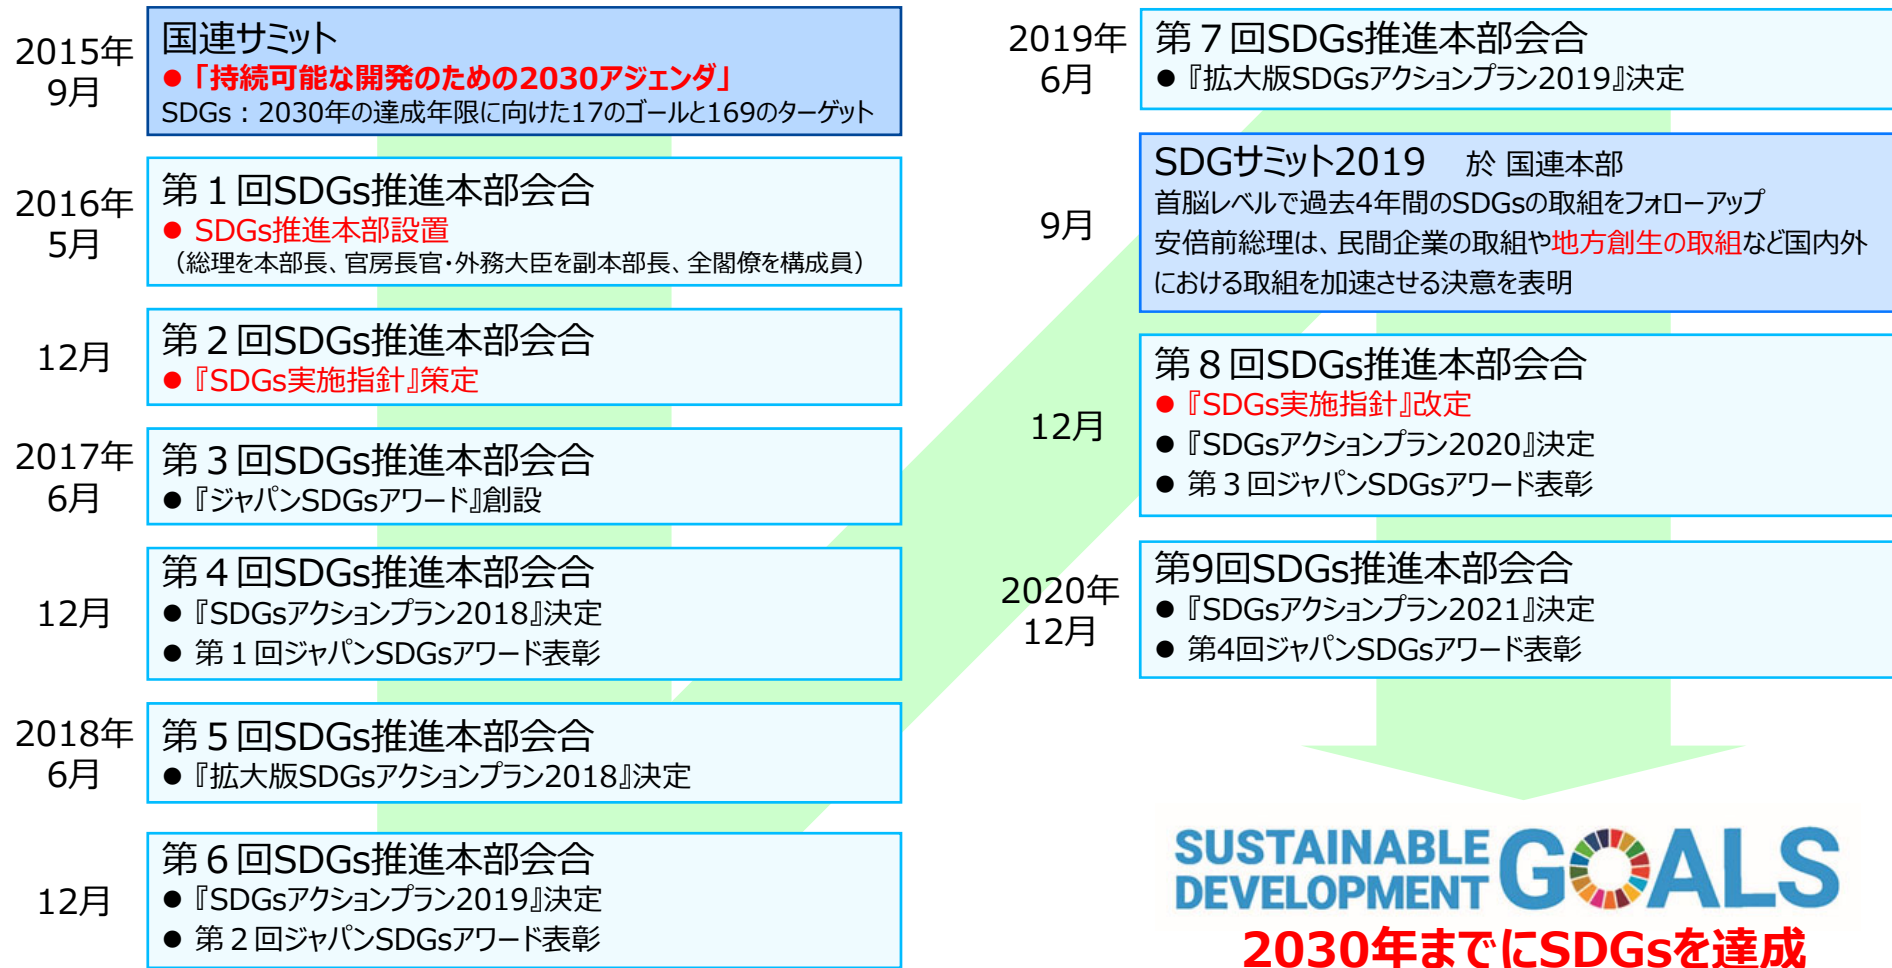 2015年
9月
国連サミット
● 「持続可能な開発のための2030アジェンダ」
SDGs：2030年の達成年限に向けた17のゴールと169のターゲット
2016年
5月
第１回SDGs推進本部会合
● SDGs推進本部設置
（総理を本部長、官房長官・外務大臣を副本部長、全閣僚を構成員）
12月
第２回SDGs推進本部会合
● 『SDGs実施指針』策定
2017年
6月
第３回SDGs推進本部会合
● 『ジャパンSDGsアワード』創設
12月
第４回SDGs推進本部会合
● 『SDGsアクションプラン2018』決定
● 第１回ジャパンSDGsアワード表彰
2018年
6月
第５回SDGs推進本部会合
● 『拡大版SDGsアクションプラン2018』決定
12月
第６回SDGs推進本部会合
● 『SDGsアクションプラン2019』決定
● 第２回ジャパンSDGsアワード表彰
2019年
6月
第７回SDGs推進本部会合
● 『拡大版SDGsアクションプラン2019』決定
9月
SDGサミット2019　於 国連本部
首脳レベルで過去4年間のSDGsの取組をフォローアップ
安倍前総理は、民間企業の取組や地方創生の取組など国内外
における取組を加速させる決意を表明
12月
第８回SDGs推進本部会合
● 『SDGs実施指針』改定
● 『SDGsアクションプラン2020』決定
● 第３回ジャパンSDGsアワード表彰
2020年
12月
第9回SDGs推進本部会合
● 『SDGsアクションプラン2021』決定
● 第4回ジャパンSDGsアワード表彰
SUSTAINABLE
DEVELOPMENT GOALS
2030年までにSDGsを達成